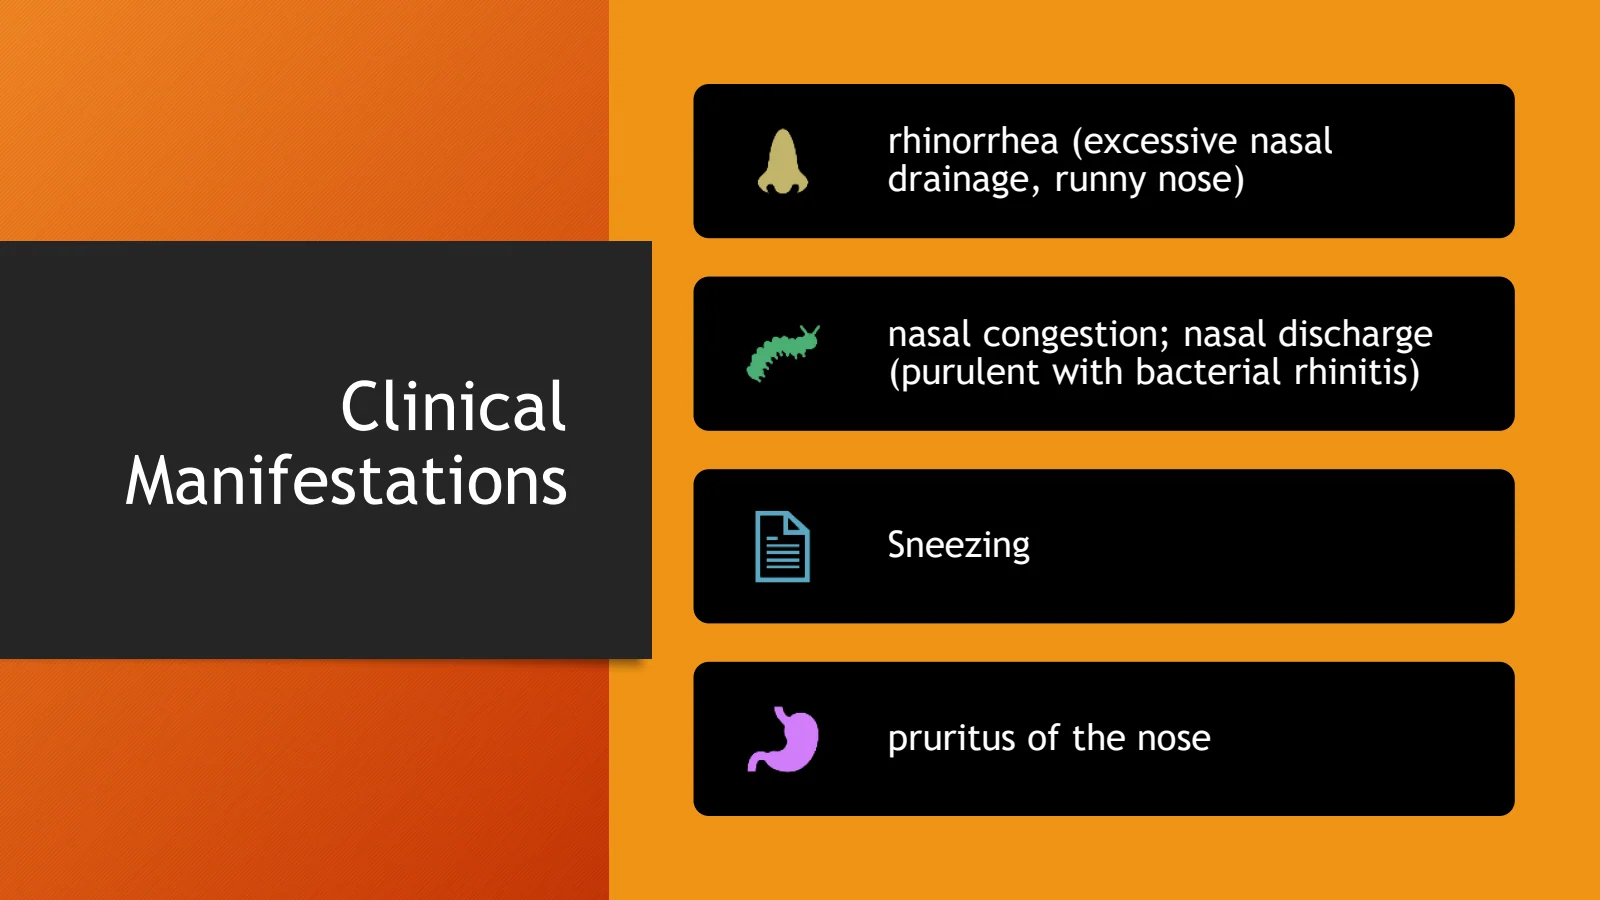 Clinical
Manifestations
rhinorrhea (excessive nasal
drainage, runny nose)
nasal congestion; nasal discharge
(purulent with bacterial rhinitis)
Sneezing
pruritus of the nose